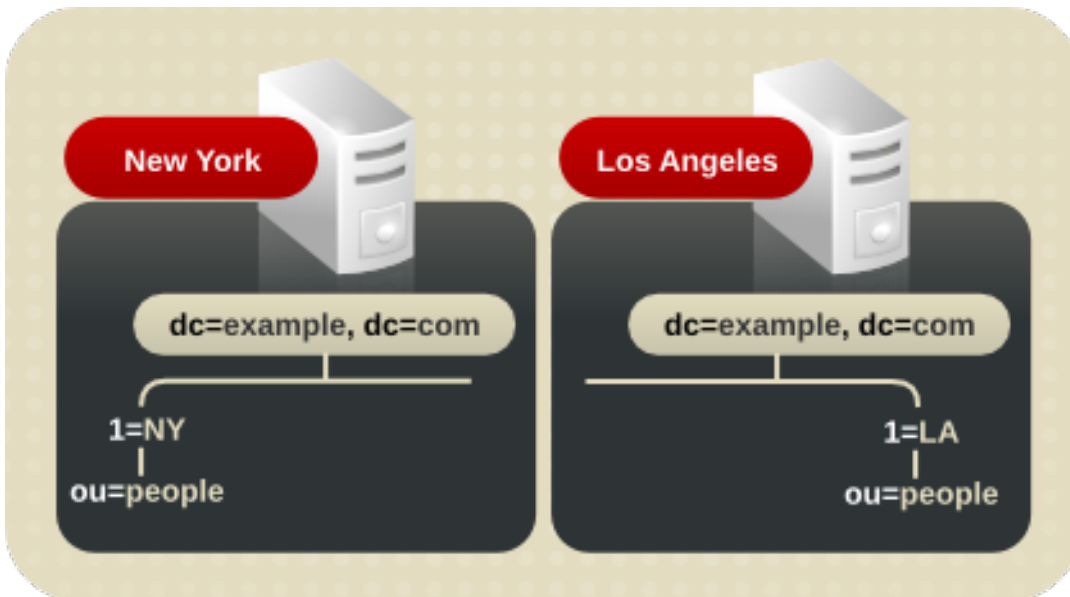 New York
dc=example, dc=com
1=NY
ou=people
Los Angeles
dc=example, dc=com
1=LA
ou=people